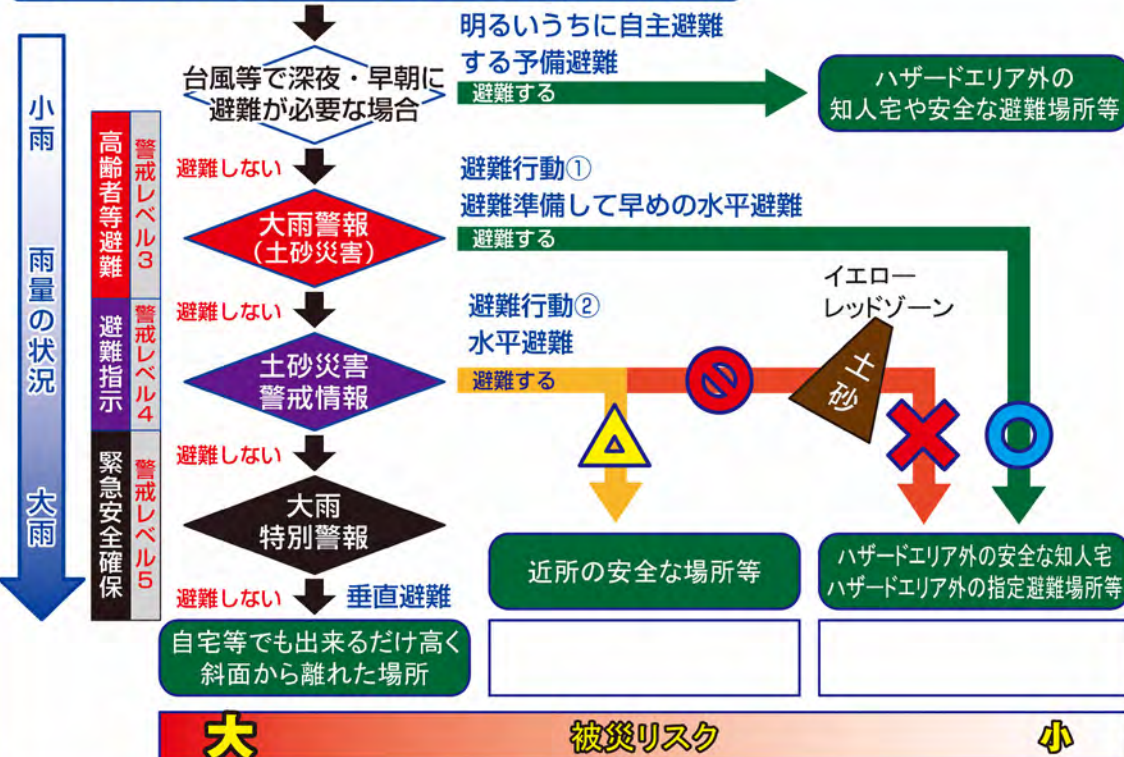 明るいうちに自主避難
する予備避難
台風等で深夜・早朝に
避難が必要な場合
避難する
ハザードエリア外の
知人宅や安全な避難場所等
小雨
雨量の状況
大雨
高齢者等避難
警戒レベル3
避難しない
避難行動①
避難準備して早めの水平避難
大雨警報
(土砂災害)
避難する
避難指示
警戒レベル4
避難しない
避難行動②
水平避難
土砂災害
警戒情報
避難する
イエロー
レッドゾーン
土砂
緊急安全確保
警戒レベル5
避難しない
大雨
特別警報
近所の安全な場所等
ハザードエリア外の安全な知人宅
ハザードエリア外の指定避難場所等
避難しない
垂直避難
自宅等でも出来るだけ高く
斜面から離れた場所
大
被災リスク
小